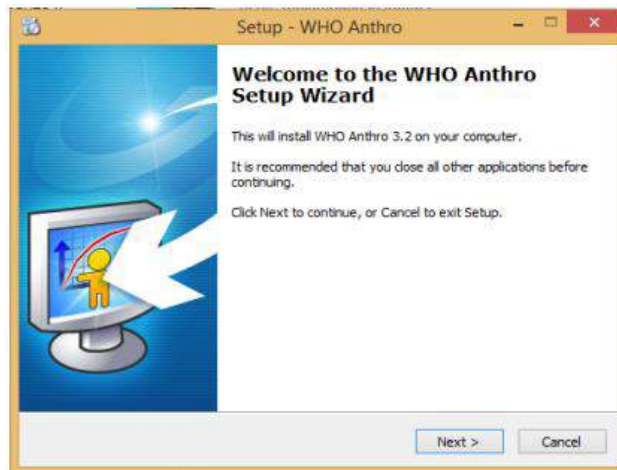 Setup - WHO Anthro
Welcome to the WHO Anthro
Setup Wizard
This will install WHO Anthro 3.2 on your computer.
It is recommended that you close all other applications before
continuing.
Click Next to continue, or Cancel to exit Setup.
Next >
Cancel